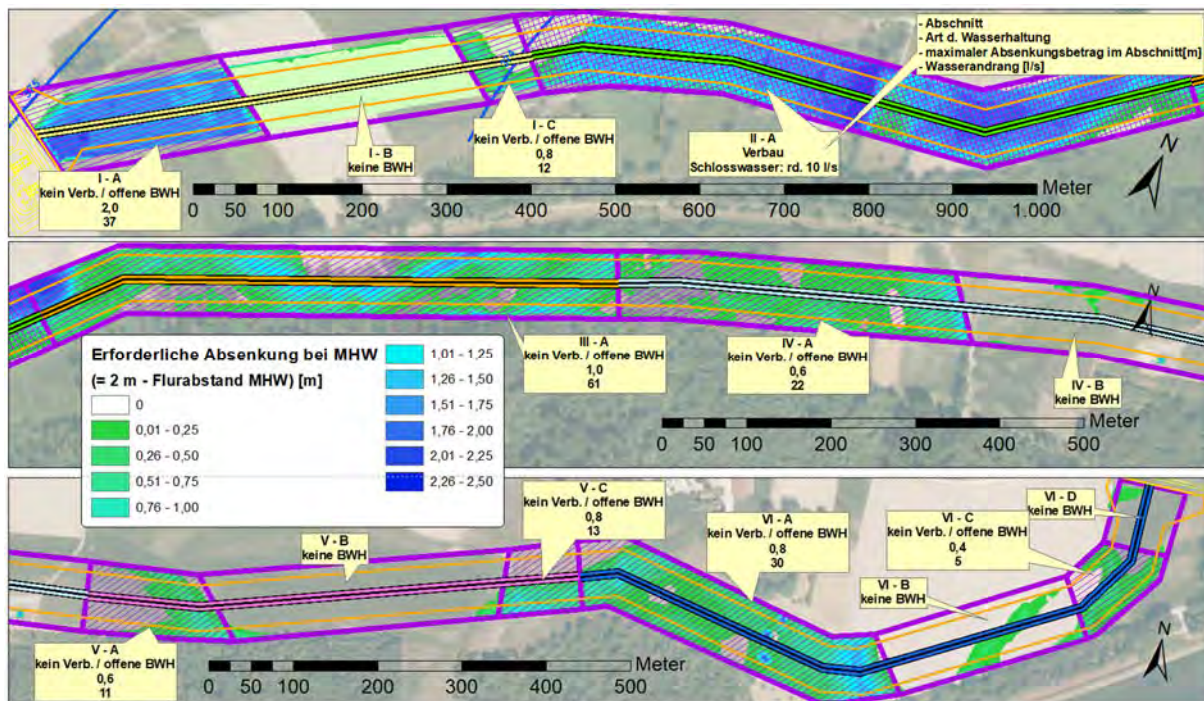 - Abschnitt
- Art d. Wasserhaltung
- maximaler Absenkungsbetrag im Abschnitt[m]
- Wasserandrang [l/s]
I - A
kein Verb. / offene BWH
2,0
37
I - B
keine BWH
I - C
kein Verb. / offene BWH
0,8
12
II - A
Verbau
Schlosswasser: rd. 10 l/s
N
Meter
0 50 100 200 300 400 500 600 700 800 900 1.000
III - A
kein Verb. / offene BWH
1,0
61
IV - A
kein Verb. / offene BWH
0,6
22
IV - B
keine BWH
N
Meter
0 50 100 200 300 400 500
Erforderliche Absenkung bei MHW
(= 2 m - Flurabstand MHW) [m]
0
0,01 - 0,25
0,26 - 0,50
0,51 - 0,75
0,76 - 1,00
1,01 - 1,25
1,26 - 1,50
1,51 - 1,75
1,76 - 2,00
2,01 - 2,25
2,26 - 2,50
V - A
kein Verb. / offene BWH
0,6
11
V - B
keine BWH
V - C
kein Verb. / offene BWH
0,8
13
VI - A
kein Verb. / offene BWH
0,8
30
VI - B
keine BWH
VI - C
kein Verb. / offene BWH
0,4
5
VI - D
keine BWH
N
Meter
0 50 100 200 300 400 500